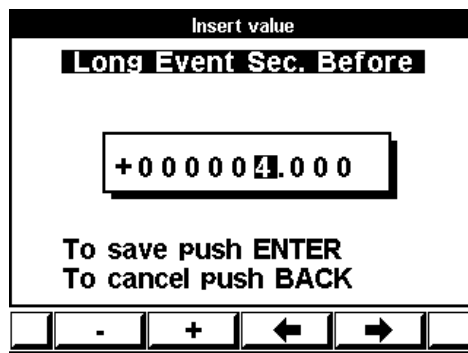 Insert value
Long Event Sec. Before
+000004.000
To save push ENTER
To cancel push BACK
- + ← →